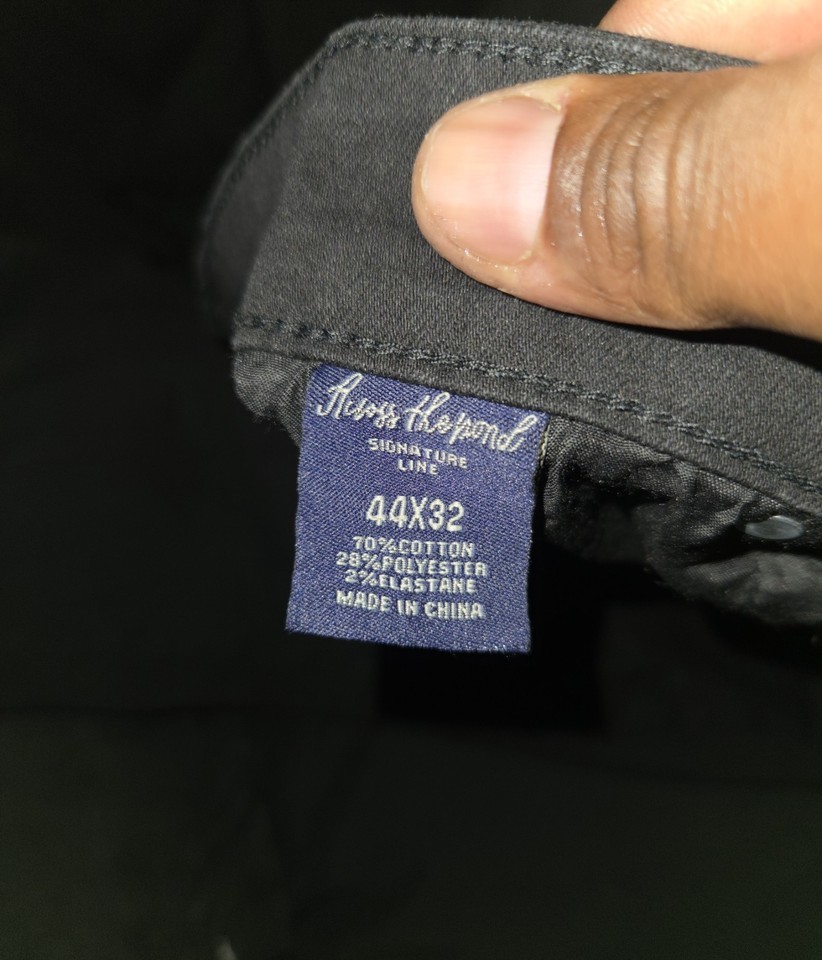 Across the pond
SIGNATURE
LINE
44X32
70%COTTON
28%POLYESTER
2%ELASTANE
MADE IN CHINA